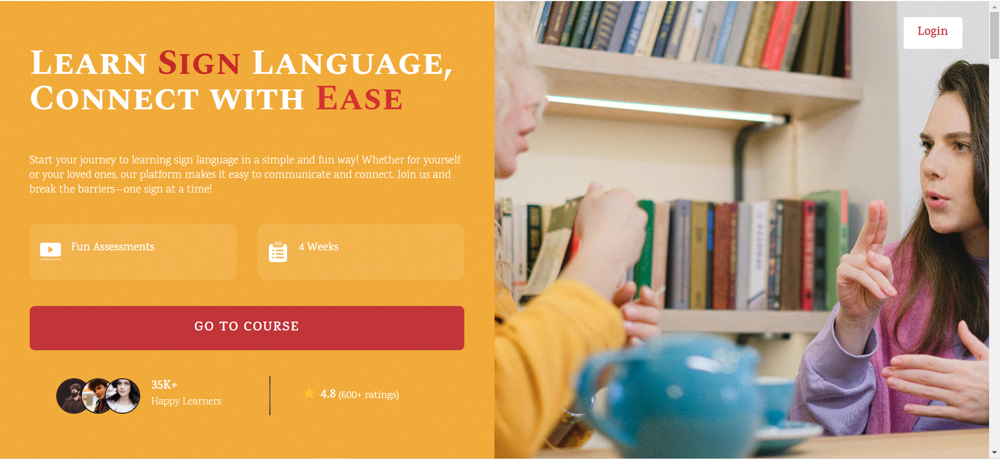 Login
Learn Sign Language,
Connect with Ease
Start your journey to learning sign language in a simple and fun way! Whether for yourself
or your loved ones, our platform makes it easy to communicate and connect. Join us and
break the barriers—one sign at a time!
Fun Assessments
4 Weeks
GO TO COURSE
35K+
Happy Learners
4.8 (600+ ratings)